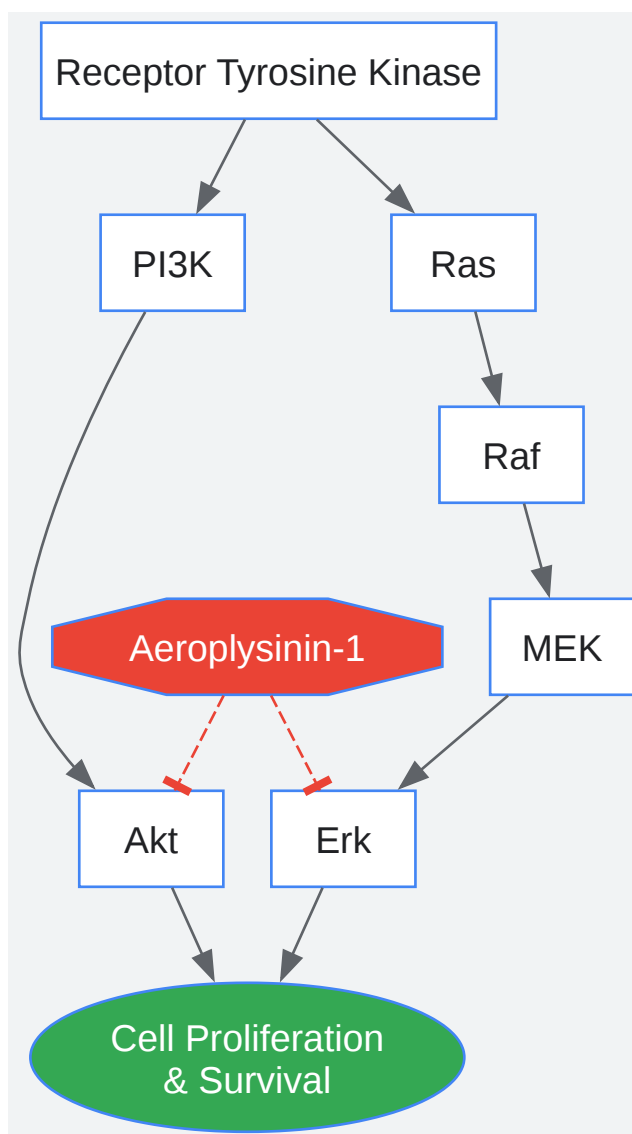 Receptor Tyrosine Kinase
PI3K
Ras
Raf
Aeroplysinin-1
MEK
Akt
Erk
Cell Proliferation
& Survival